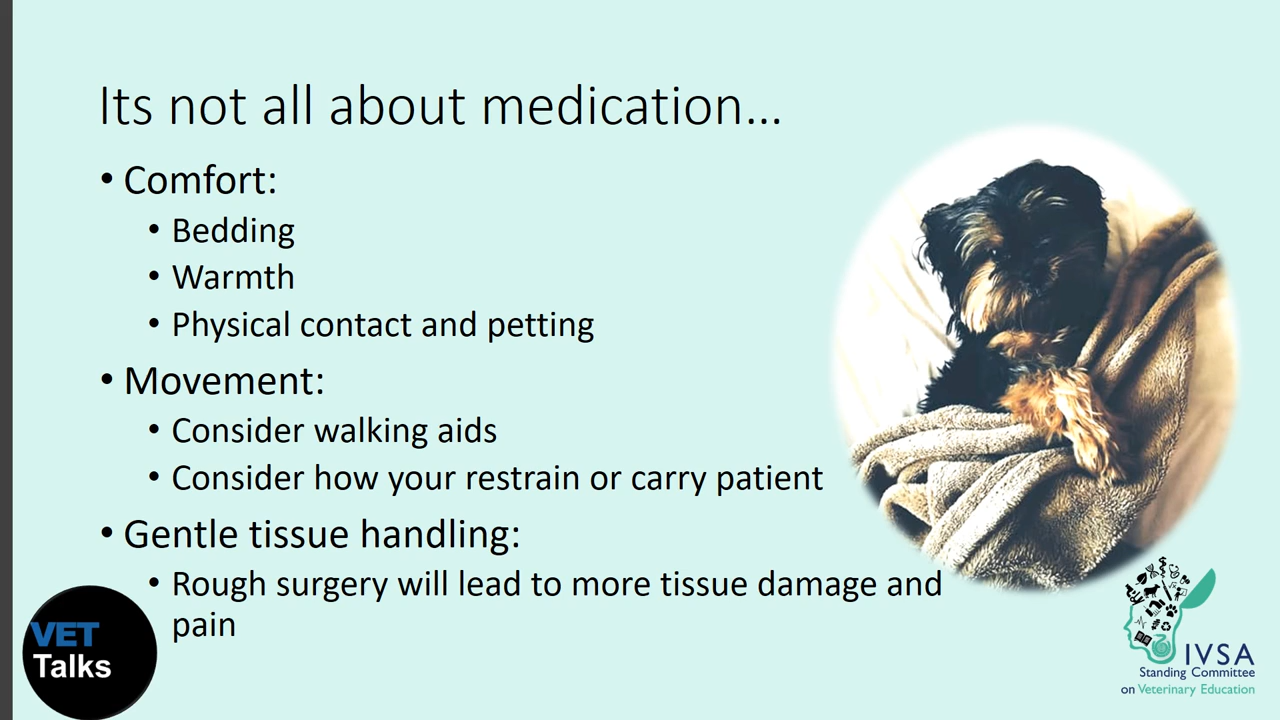 Its not all about medication...
• Comfort:
• Bedding
• Warmth
• Physical contact and petting
• Movement:
• Consider walking aids
• Consider how your restrain or carry patient
• Gentle tissue handling:
• Rough surgery will lead to more tissue damage and
pain
VET
Talks
IVSA
Standing Committee
on Veterinary Education